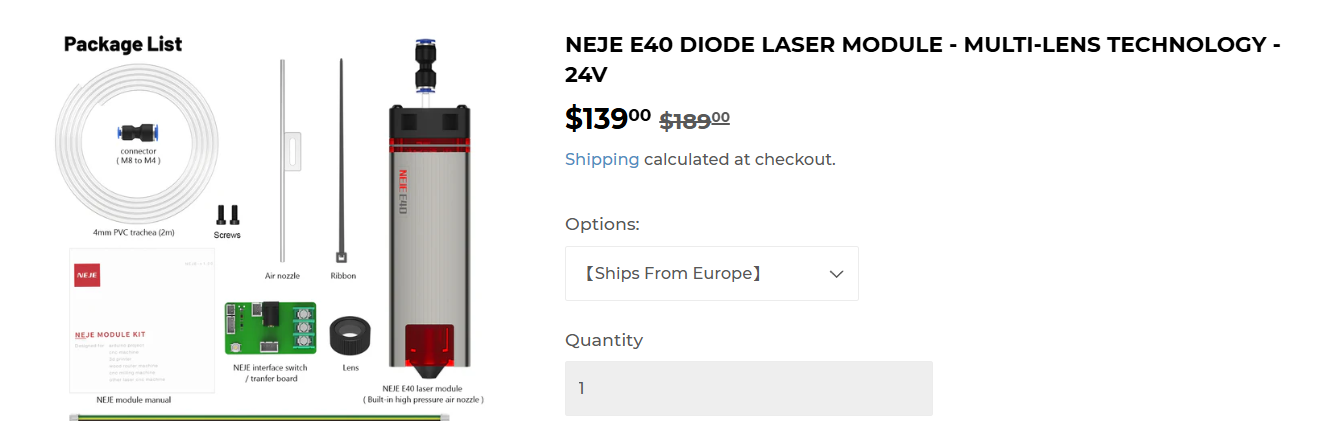 Package List
connector
( M8 to M4 )
4mm PVC trachea (2m)
Screws
Air nozzle
Ribbon
NEJE E40
NEJE
NEJE MODULE KIT
Designed for
NEJE module manual
NEJE interface switch
/ tranfer board
Lens
NEJE E40 laser module
( Built-in high pressure air nozzle )
NEJE E40 DIODE LASER MODULE - MULTI-LENS TECHNOLOGY -
24V
$13900 $18900
Shipping calculated at checkout.
Options:
【Ships From Europe】
Quantity
1